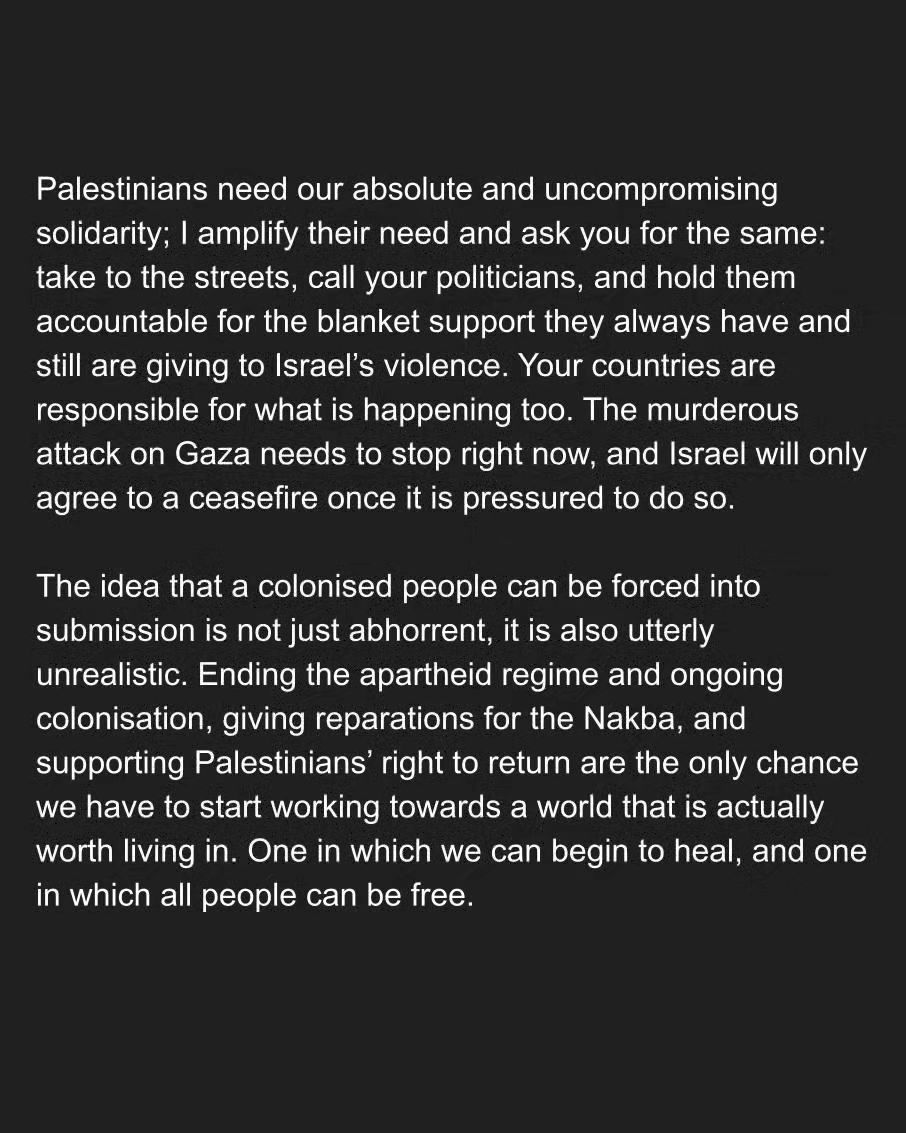 Palestinians need our absolute and uncompromising
solidarity; I amplify their need and ask you for the same:
take to the streets, call your politicians, and hold them
accountable for the blanket support they always have and
still are giving to Israel’s violence. Your countries are
responsible for what is happening too. The murderous
attack on Gaza needs to stop right now, and Israel will only
agree to a ceasefire once it is pressured to do so.
The idea that a colonised people can be forced into
submission is not just abhorrent, it is also utterly
unrealistic. Ending the apartheid regime and ongoing
colonisation, giving reparations for the Nakba, and
supporting Palestinians’ right to return are the only chance
we have to start working towards a world that is actually
worth living in. One in which we can begin to heal, and one
in which all people can be free.